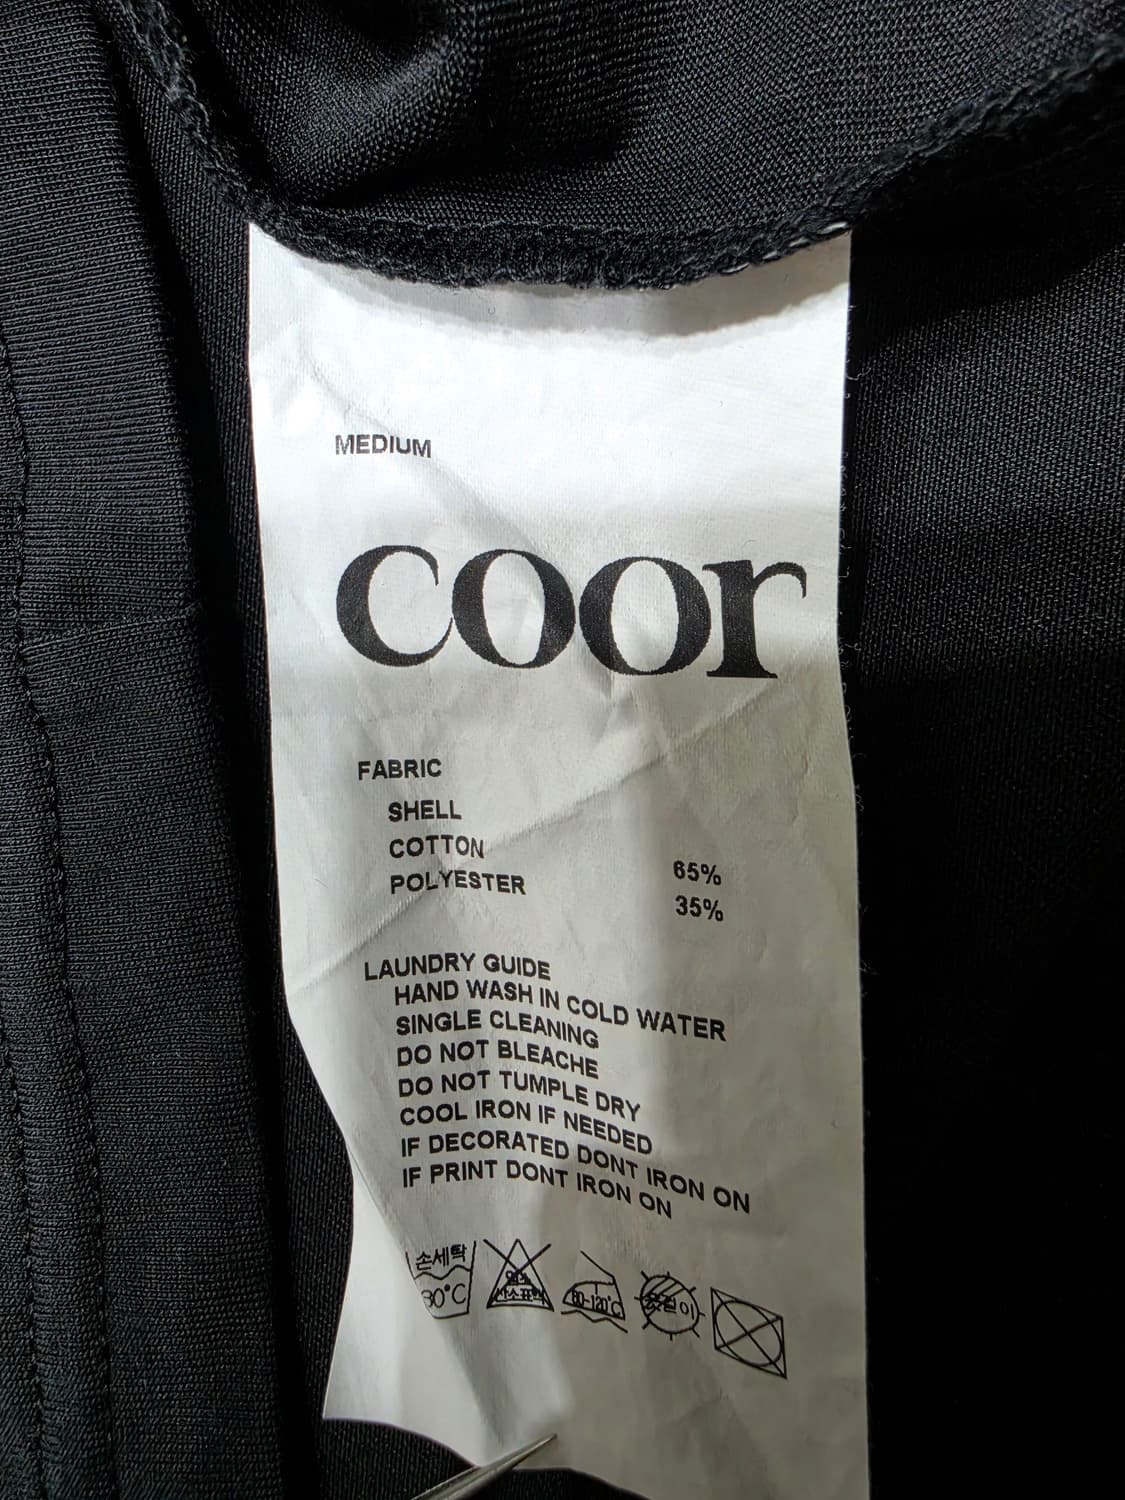 MEDIUM
coor
FABRIC
SHELL
COTTON 65%
POLYESTER 35%
LAUNDRY GUIDE
HAND WASH IN COLD WATER
SINGLE CLEANING
DO NOT BLEACHE
DO NOT TUMPLE DRY
COOL IRON IF NEEDED
IF DECORATED DONT IRON ON
IF PRINT DONT IRON ON
손세탁
30°C
80-120°C